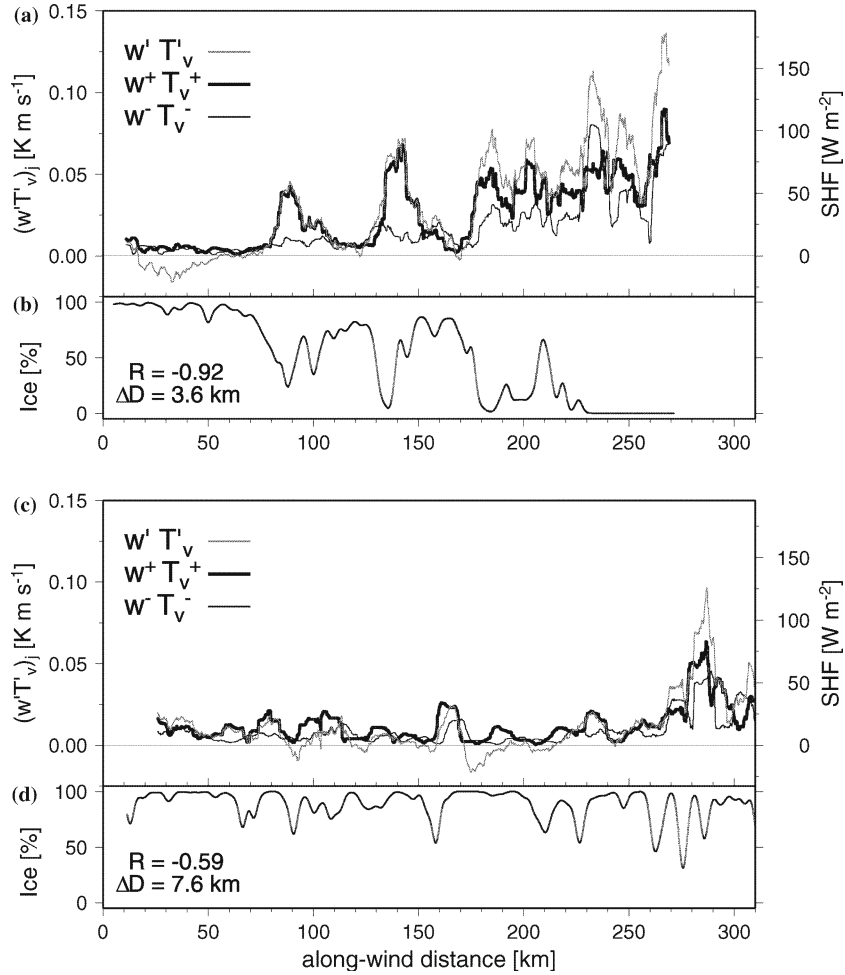 (a)
0.15
0.10
0.05
0.00
(w'T'v)j [K m s-1]
w' T'v
w+ Tv+
w- Tv-
150
100
50
0
SHF [W m-2]
(b)
100
50
0
Ice [%]
R = -0.92
ΔD = 3.6 km
0 50 100 150 200 250 300
(c)
0.15
0.10
0.05
0.00
(w'T'v)j [K m s-1]
w' T'v
w+ Tv+
w- Tv-
150
100
50
0
SHF [W m-2]
(d)
100
50
0
Ice [%]
R = -0.59
ΔD = 7.6 km
0 50 100 150 200 250 300
along-wind distance [km]